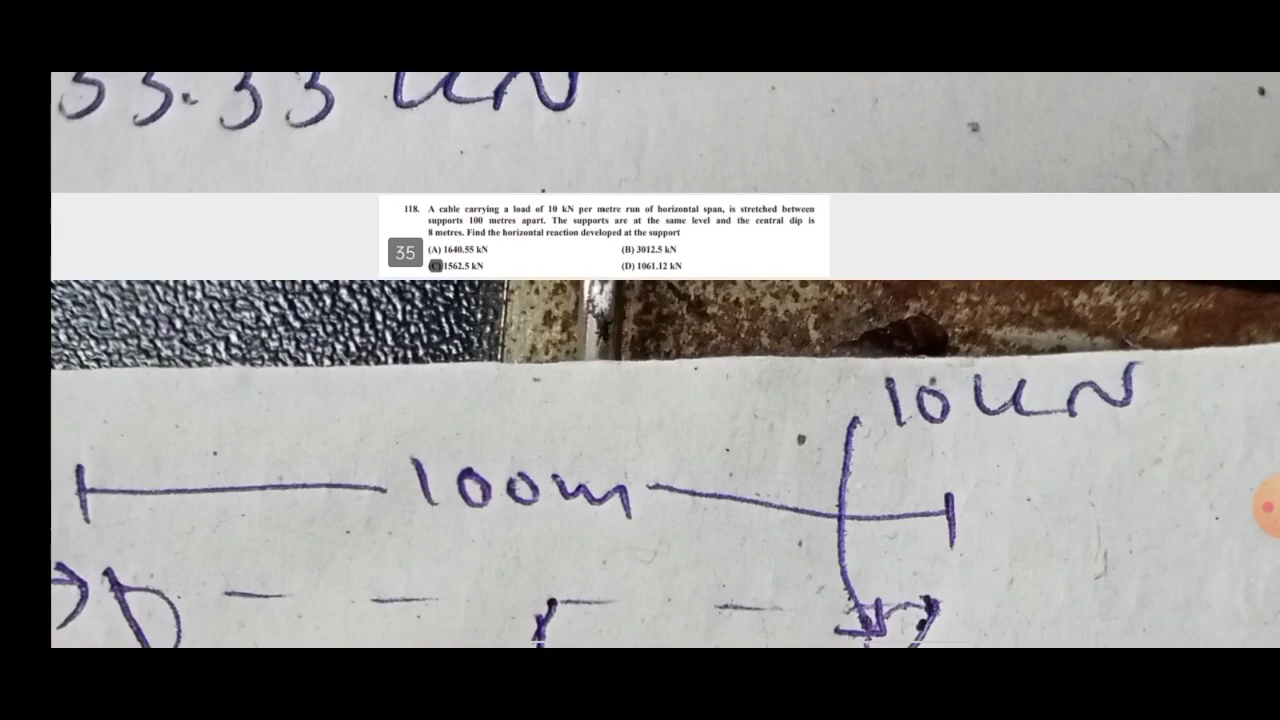 33.33 kN
118. A cable carrying a load of 10 kN per metre run of horizontal span, is stretched between
supports 100 metres apart. The supports are at the same level and the central dip is
8 metres. Find the horizontal reaction developed at the support
35
(A) 1640.55 kN (B) 3012.5 kN
(C) 1562.5 kN (D) 1061.12 kN
10 kN
100m